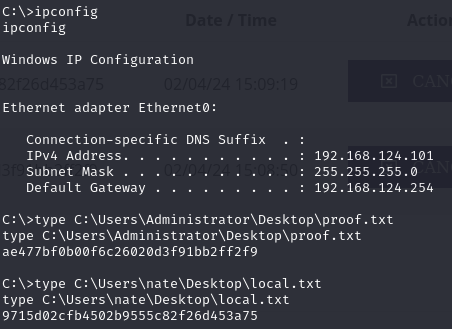 C:\>ipconfig
ipconfig
Date / Time
Action
Windows IP Configuration
82f26d453a75
02/04/24 15:09:19
CAN
Ethernet adapter Ethernet0:
Connection-specific DNS Suffix . :
IPv4 Address. . . . . . . . . . . : 192.168.124.101
Subnet Mask . . . . . . . . . . . : 255.255.255.0
Default Gateway . . . . . . . . . : 192.168.124.254
C:\>type C:\Users\Administrator\Desktop\proof.txt
type C:\Users\Administrator\Desktop\proof.txt
ae477bf0b00f6c26020d3f91bb2ff2f9
C:\>type C:\Users\nate\Desktop\local.txt
type C:\Users\nate\Desktop\local.txt
9715d02cfb4502b9555c82f26d453a75